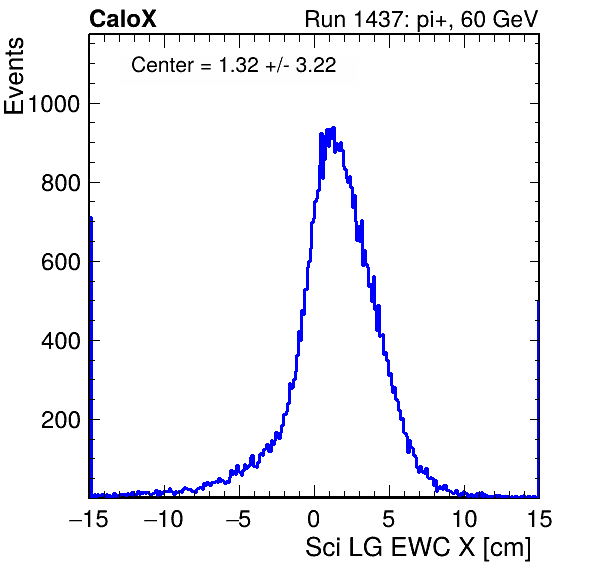 CaloX Run 1437: pi+, 60 GeV
Center = 1.32 +/- 3.22
Events
1000
800
600
400
200
−15 −10 −5 0 5 10 15
Sci LG EWC X [cm]